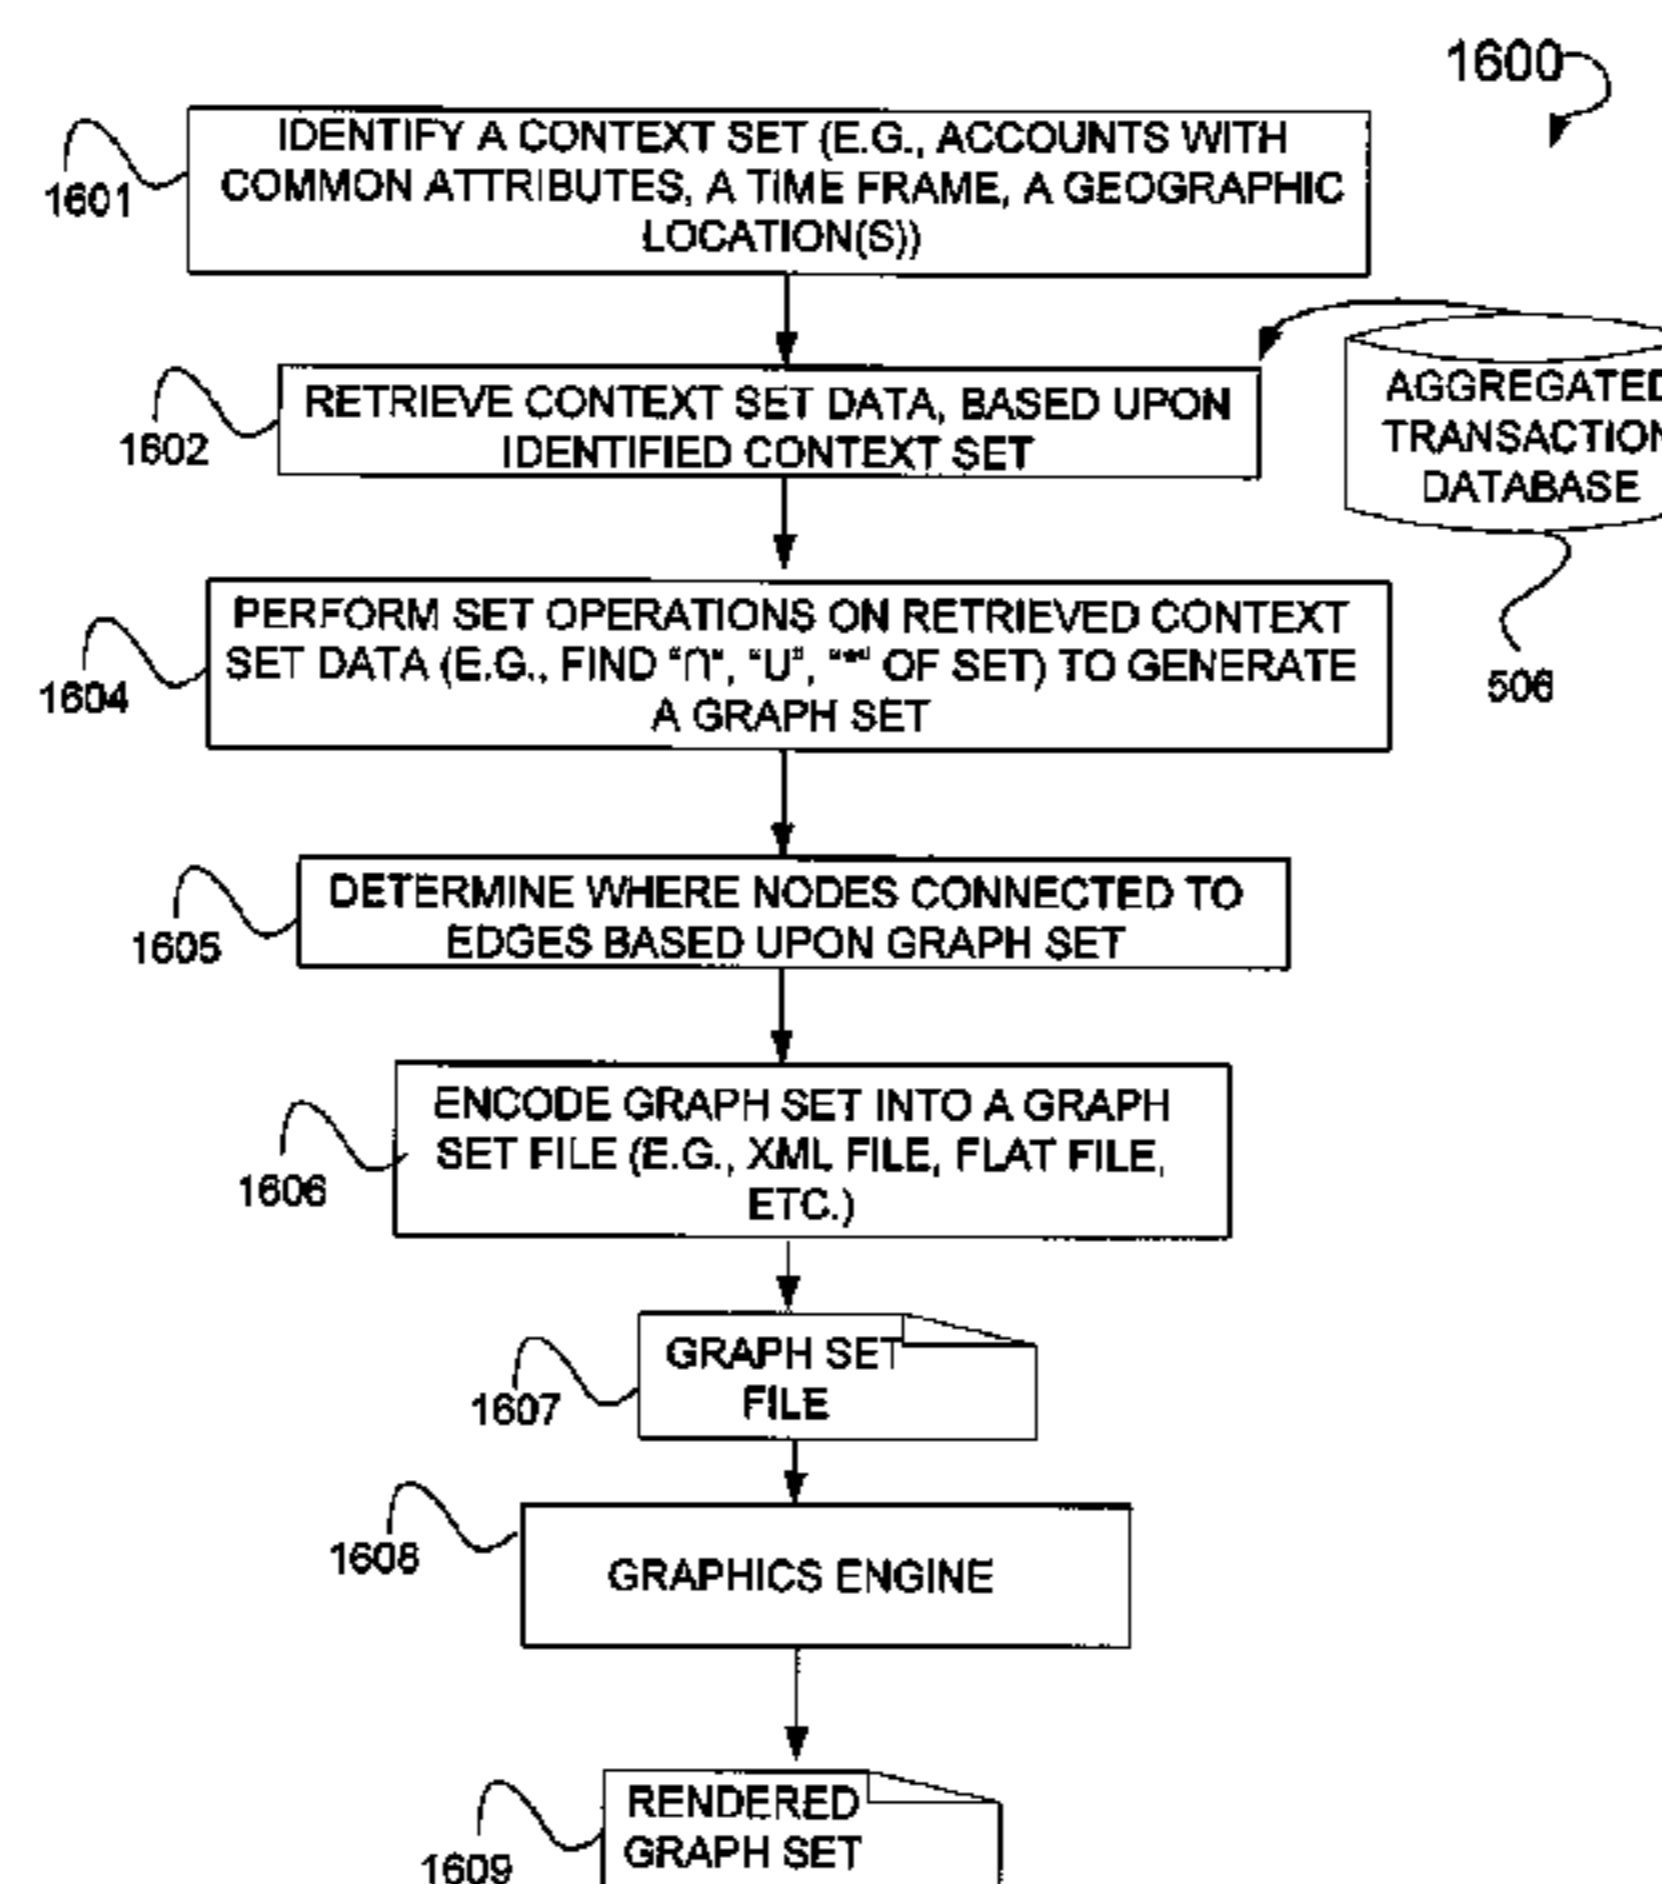 1600
IDENTIFY A CONTEXT SET (E.G., ACCOUNTS WITH
COMMON ATTRIBUTES, A TIME FRAME, A GEOGRAPHIC
LOCATION(S))
1601
RETRIEVE CONTEXT SET DATA, BASED UPON
IDENTIFIED CONTEXT SET
1602
AGGREGATED
TRANSACTION
DATABASE
506
PERFORM SET OPERATIONS ON RETRIEVED CONTEXT
SET DATA (E.G., FIND "∩", "U", "*" OF SET) TO GENERATE
A GRAPH SET
1604
DETERMINE WHERE NODES CONNECTED TO
EDGES BASED UPON GRAPH SET
1605
ENCODE GRAPH SET INTO A GRAPH
SET FILE (E.G., XML FILE, FLAT FILE,
ETC.)
1606
GRAPH SET
FILE
1607
GRAPHICS ENGINE
1608
RENDERED
GRAPH SET
1609